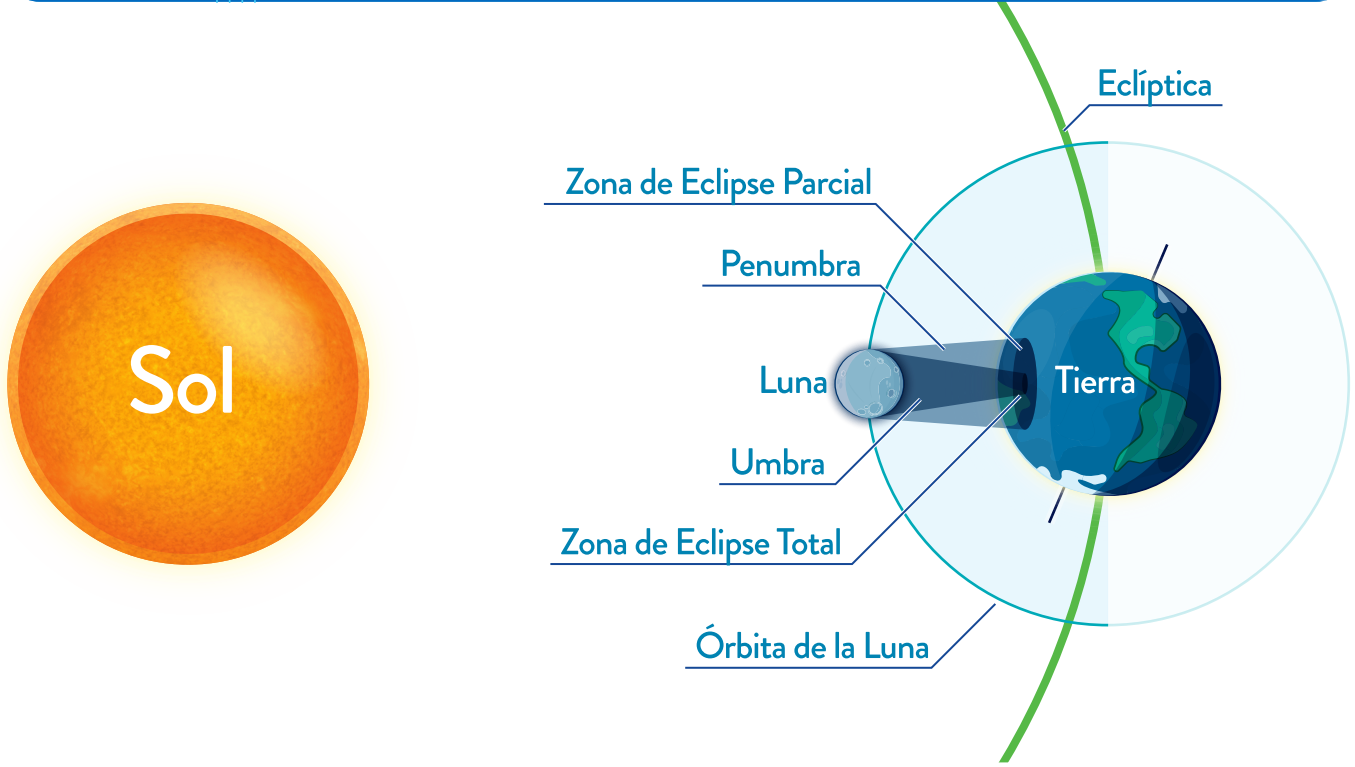 Eclíptica
Zona de Eclipse Parcial
Penumbra
Sol
Luna
Tierra
Umbra
Zona de Eclipse Total
Órbita de la Luna